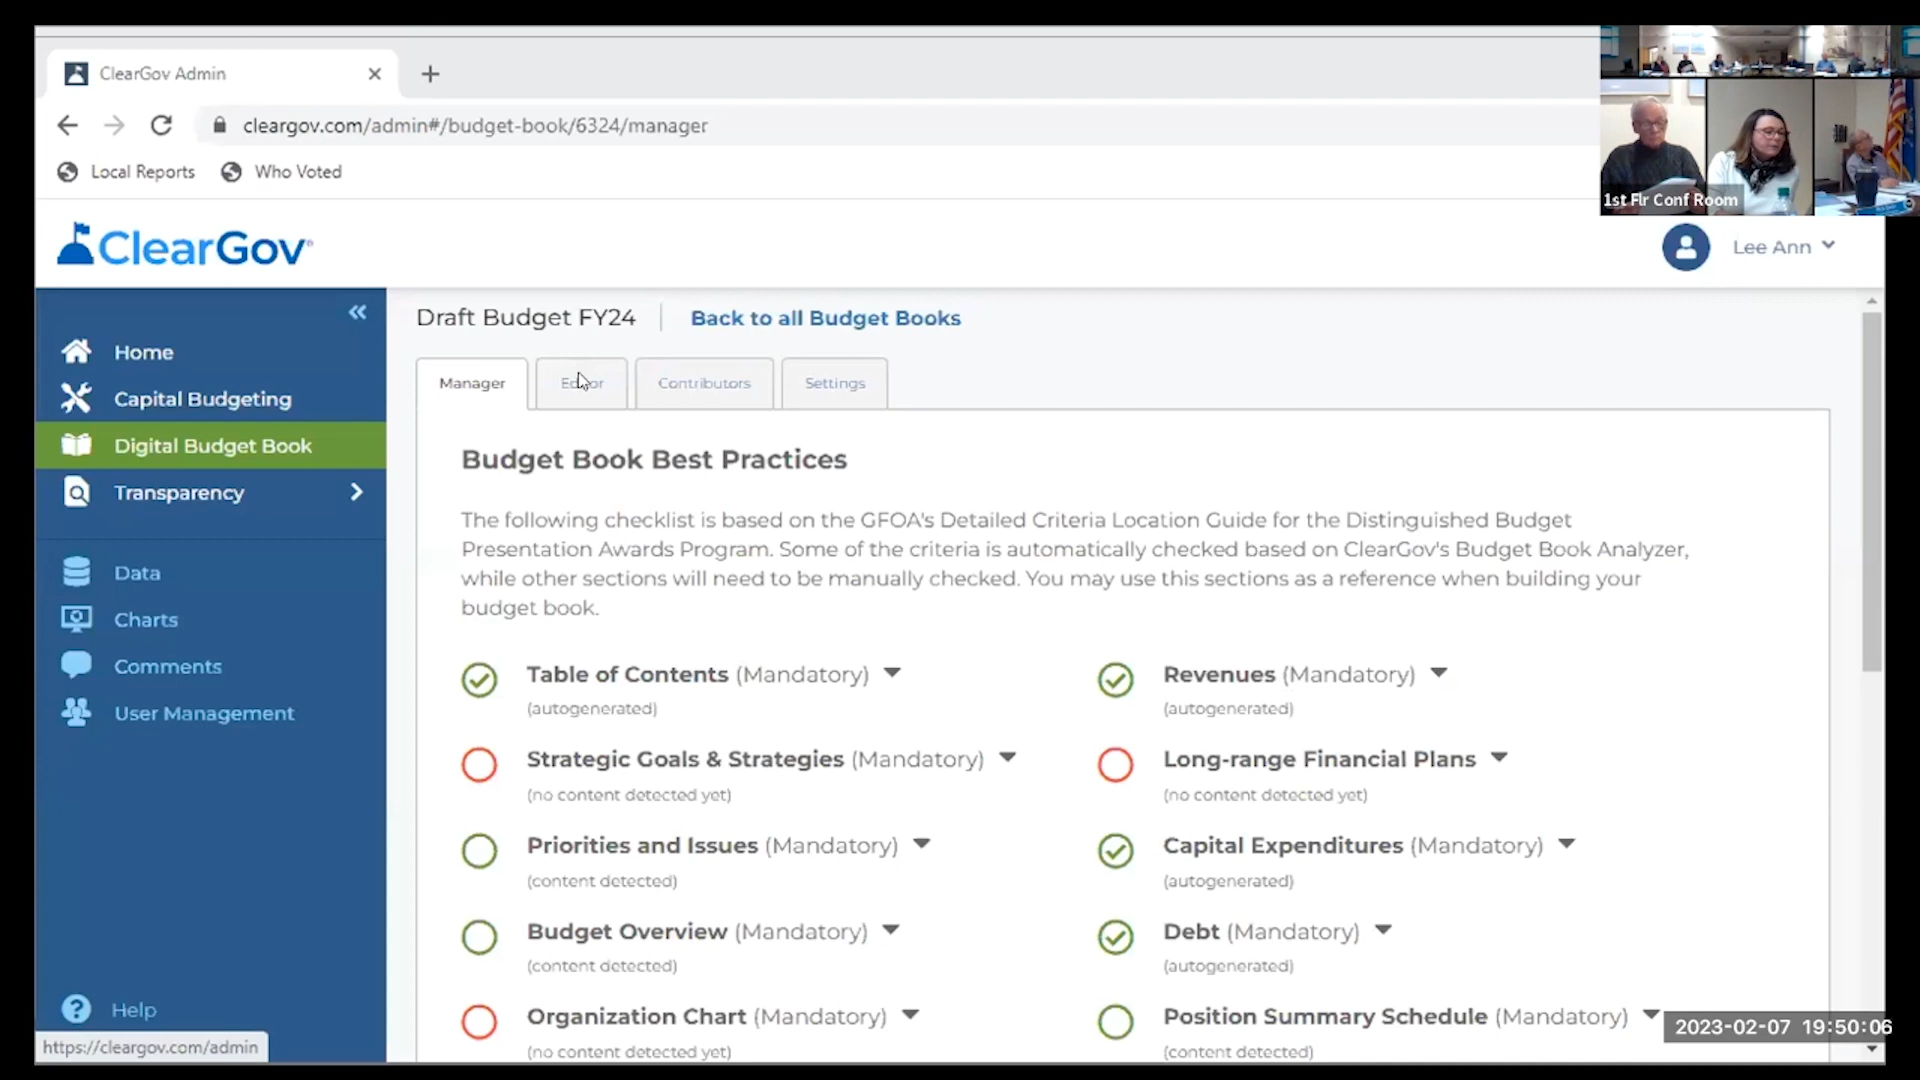 ClearGov Admin
cleargov.com/admin#/budget-book/6324/manager
Local Reports
Who Voted
1st Flr Conf Room
ClearGov
Lee Ann
Home
Capital Budgeting
Digital Budget Book
Transparency
Data
Charts
Comments
User Management
Help
https://cleargov.com/admin
Draft Budget FY24
Back to all Budget Books
Manager
Editor
Contributors
Settings
Budget Book Best Practices
The following checklist is based on the GFOA's Detailed Criteria Location Guide for the Distinguished Budget
Presentation Awards Program. Some of the criteria is automatically checked based on ClearGov's Budget Book Analyzer,
while other sections will need to be manually checked. You may use this sections as a reference when building your
budget book.
Table of Contents (Mandatory)
(autogenerated)
Strategic Goals & Strategies (Mandatory)
(no content detected yet)
Priorities and Issues (Mandatory)
(content detected)
Budget Overview (Mandatory)
(content detected)
Organization Chart (Mandatory)
(no content detected yet)
Revenues (Mandatory)
(autogenerated)
Long-range Financial Plans
(no content detected yet)
Capital Expenditures (Mandatory)
(autogenerated)
Debt (Mandatory)
(autogenerated)
Position Summary Schedule (Mandatory)
(content detected)
2023-02-07 19:50:06